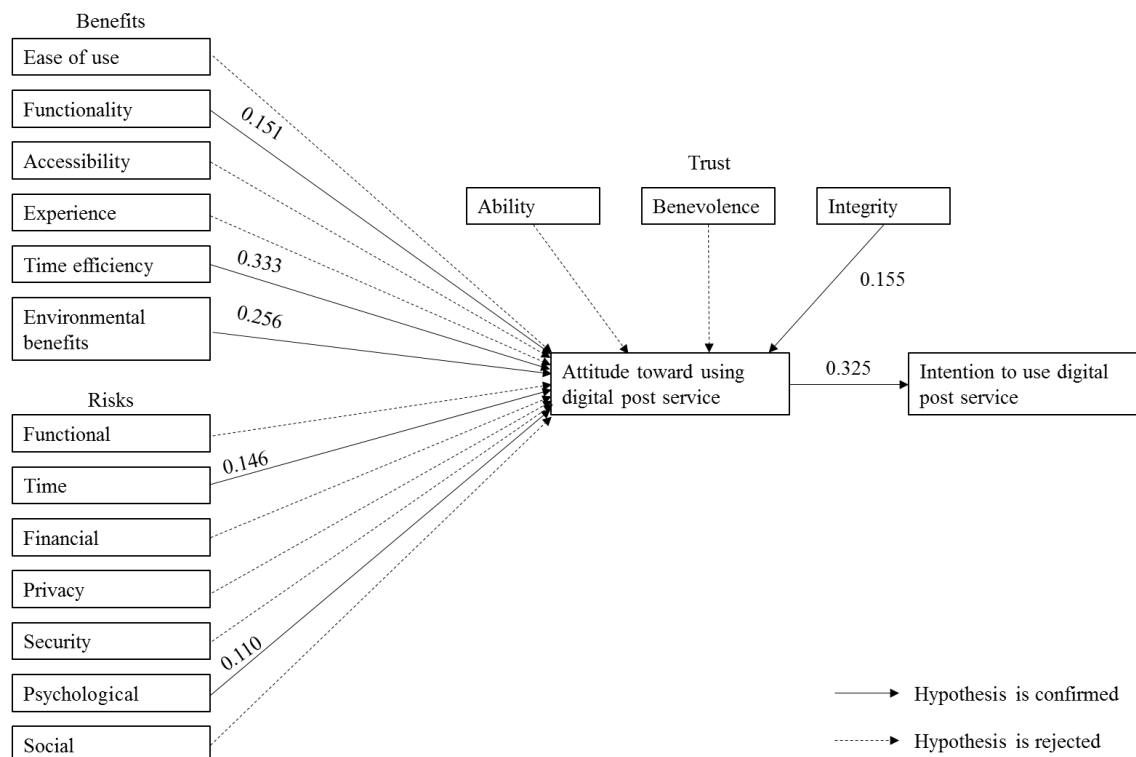 Benefits
Ease of use
Functionality
Accessibility
Experience
Time efficiency
Environmental
benefits
0.151
0.333
0.256
Trust
Ability
Benevolence
Integrity
0.155
Attitude toward using
digital post service
0.325
Intention to use digital
post service
Risks
Functional
Time
Financial
Privacy
Security
Psychological
Social
0.146
0.110
Hypothesis is confirmed
Hypothesis is rejected